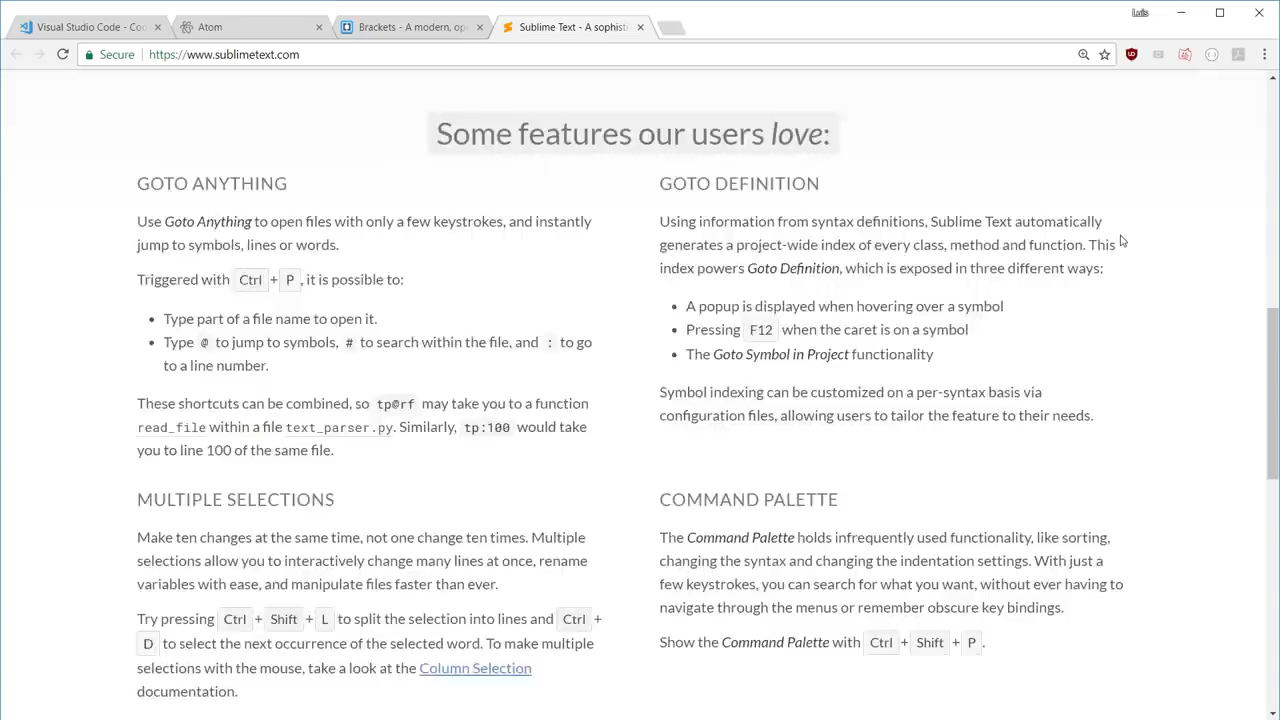 Luis
Visual Studio Code - Coo
Atom
Brackets - A modern, ope
Sublime Text - A sophisti
Secure
https://www.sublimetext.com
Some features our users love:
GOTO ANYTHING
Use Goto Anything to open files with only a few keystrokes, and instantly
jump to symbols, lines or words.
Triggered with Ctrl + P, it is possible to:
• Type part of a file name to open it.
• Type @ to jump to symbols, # to search within the file, and : to go
to a line number.
These shortcuts can be combined, so tp@rf may take you to a function
read_file within a file text_parser.py. Similarly, tp:100 would take
you to line 100 of the same file.
GOTO DEFINITION
Using information from syntax definitions, Sublime Text automatically
generates a project-wide index of every class, method and function. This
index powers Goto Definition, which is exposed in three different ways:
• A popup is displayed when hovering over a symbol
• Pressing F12 when the caret is on a symbol
• The Goto Symbol in Project functionality
Symbol indexing can be customized on a per-syntax basis via
configuration files, allowing users to tailor the feature to their needs.
MULTIPLE SELECTIONS
Make ten changes at the same time, not one change ten times. Multiple
selections allow you to interactively change many lines at once, rename
variables with ease, and manipulate files faster than ever.
Try pressing Ctrl + Shift + L to split the selection into lines and Ctrl +
D to select the next occurrence of the selected word. To make multiple
selections with the mouse, take a look at the Column Selection
documentation.
COMMAND PALETTE
The Command Palette holds infrequently used functionality, like sorting,
changing the syntax and changing the indentation settings. With just a
few keystrokes, you can search for what you want, without ever having to
navigate through the menus or remember obscure key bindings.
Show the Command Palette with Ctrl + Shift + P.